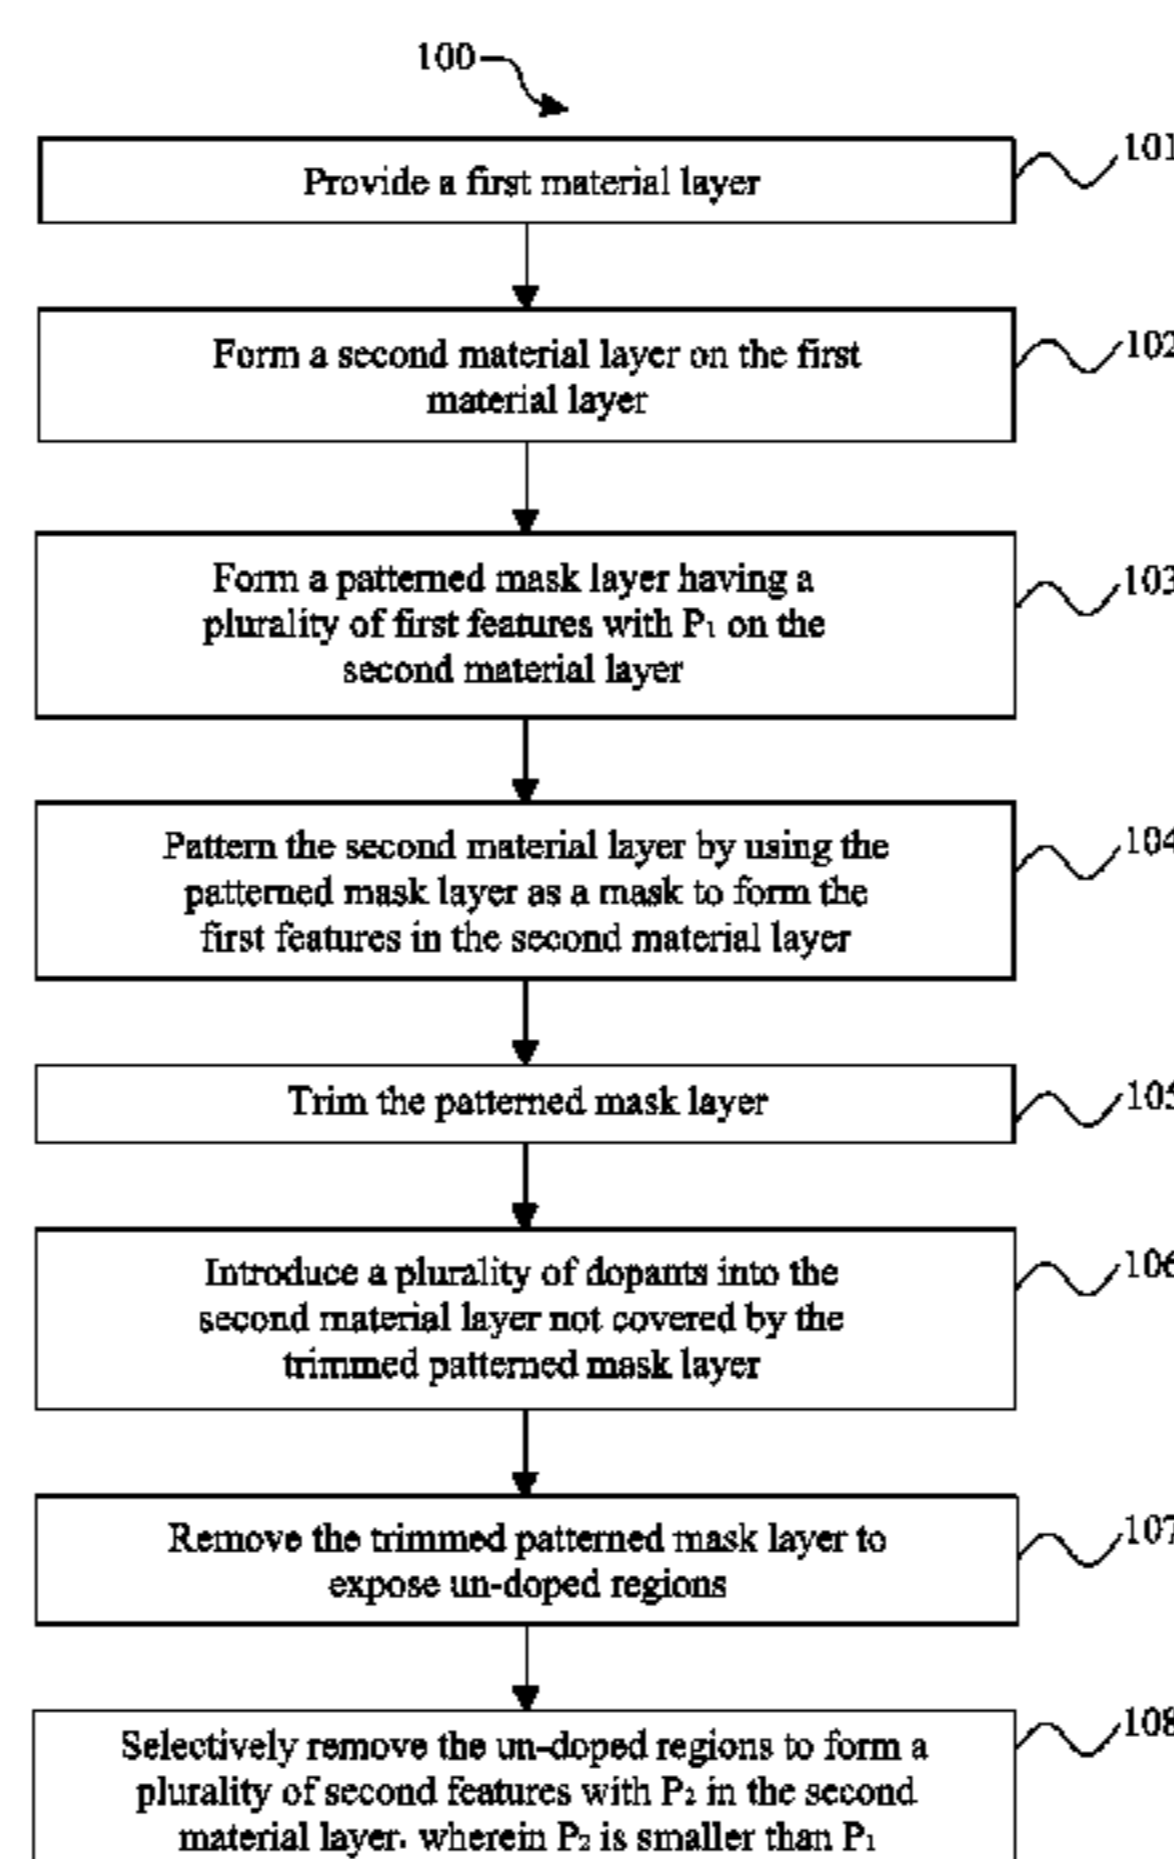 100
Provide a first material layer
101
Form a second material layer on the first
material layer
102
Form a patterned mask layer having a
plurality of first features with P₁ on the
second material layer
103
Pattern the second material layer by using the
patterned mask layer as a mask to form the
first features in the second material layer
104
Trim the patterned mask layer
105
Introduce a plurality of dopants into the
second material layer not covered by the
trimmed patterned mask layer
106
Remove the trimmed patterned mask layer to
expose un-doped regions
107
Selectively remove the un-doped regions to form a
plurality of second features with P₂ in the second
material layer, wherein P₂ is smaller than P₁
108